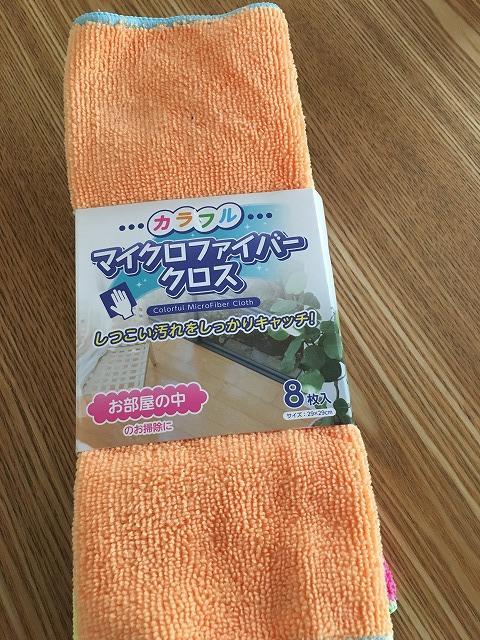 カラフル
マイクロファイバー
クロス
Colorful MicroFiber Cloth
しつこい汚れをしっかりキャッチ!
お部屋の中
のお掃除に
8枚入
サイズ:29×29cm